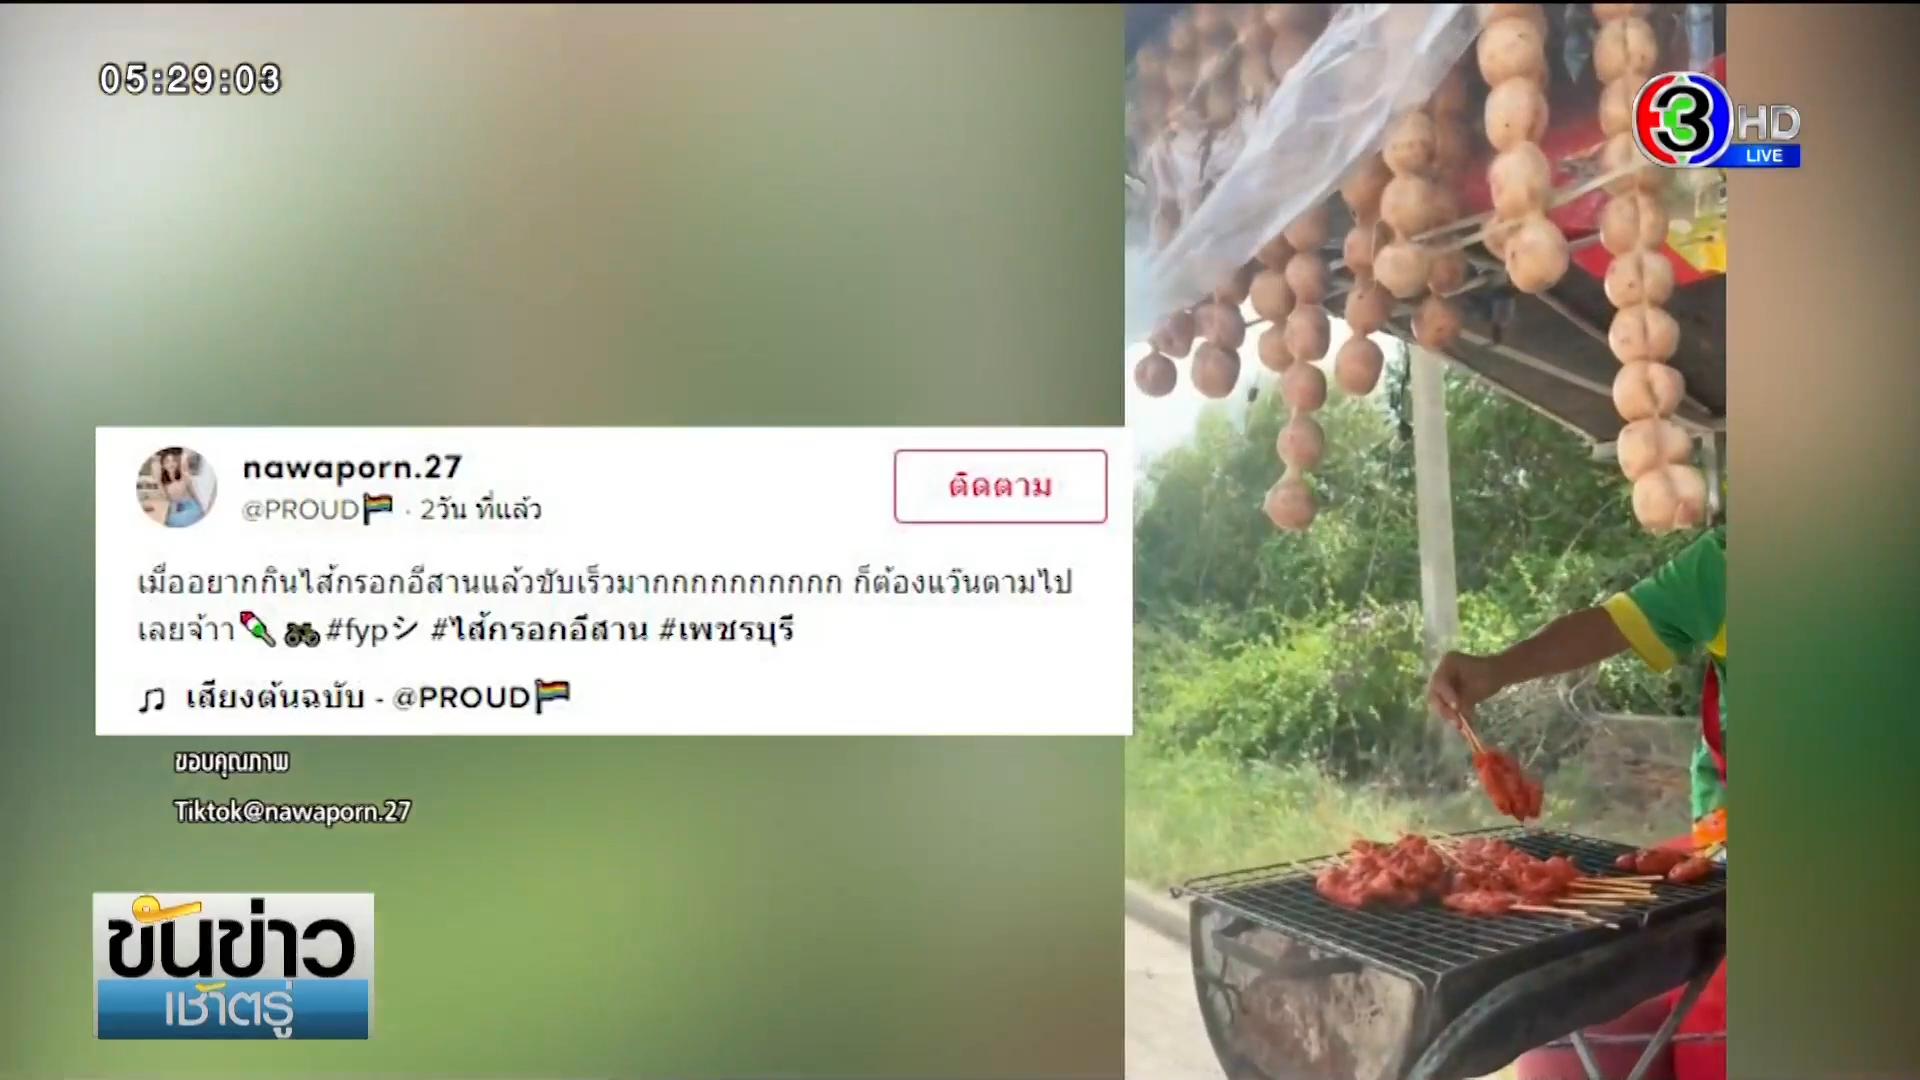 05:29:03
3 HD
LIVE
nawaporn.27
@PROUD🏳️‍🌈 · 2วัน ที่แล้ว
ติดตาม
เมื่ออยากกินไส้กรอกอีสานแล้วขับเร็วมากกกกกกกกกก ก็ต้องแว๊นตามไป
เลยจ้าา #fypシ #ไส้กรอกอีสาน #เพชรบุรี
♫ เสียงต้นฉบับ - @PROUD🏳️‍🌈
ขอบคุณภาพ
Tiktok@nawaporn.27
ขันข่าว
เช้าตรู่